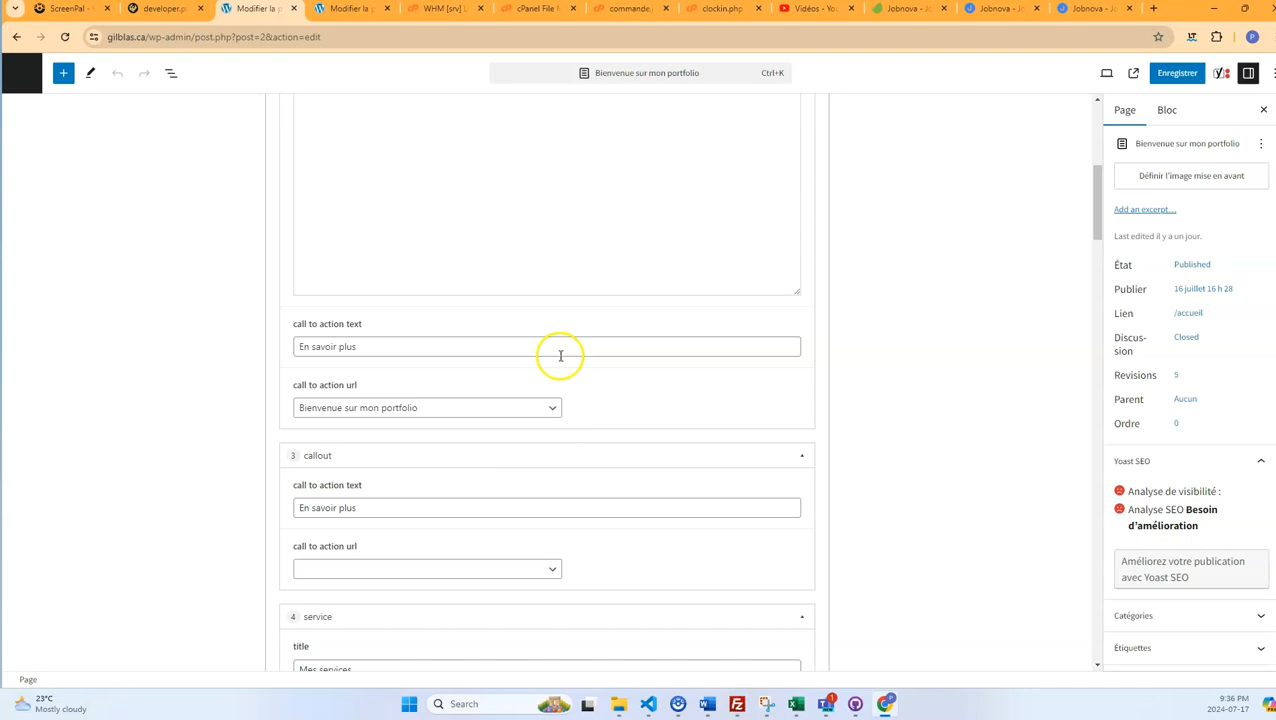 ScreenPal -
developer.p
Modifier la p
Modifier la p
WHM [srv] L
cPanel File M
commande.
clockin.php
Vidéos - You
Jobnova - Jo
Jobnova - Jo
Jobnova - Jo
gilblas.ca/wp-admin/post.php?post=2&action=edit
Bienvenue sur mon portfolio
Ctrl+K
Enregistrer
Page
Bloc
Bienvenue sur mon portfolio
Définir l'image mise en avant
Add an excerpt…
Last edited il y a un jour.
État
Published
Publier
16 juillet 16 h 28
Lien
/accueil
Discus-
sion
Closed
Revisions
5
Parent
Aucun
Ordre
0
Yoast SEO
Analyse de visibilité :
Analyse SEO Besoin
d'amélioration
Améliorez votre publication
avec Yoast SEO
Catégories
Étiquettes
call to action text
En savoir plus
call to action url
Bienvenue sur mon portfolio
3 callout
call to action text
En savoir plus
call to action url
4 service
title
Mes services
Page
23°C
Mostly cloudy
Search
1
9:36 PM
2024-07-17